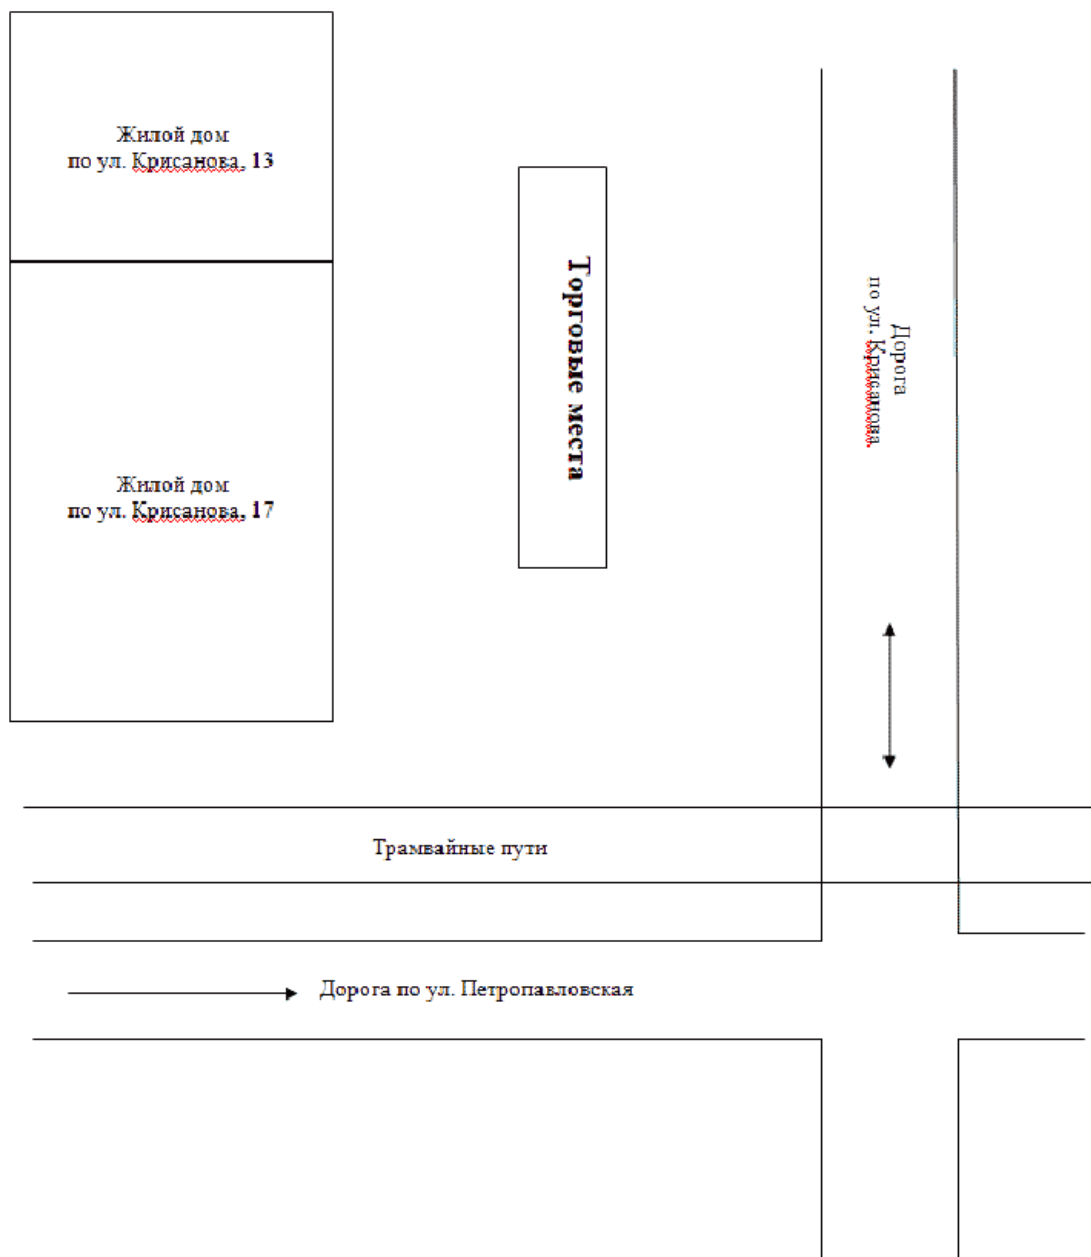 Жилой дом
по ул. Крисанова, 13
Торговые места
Дорога
по ул. Крисанова.
Жилой дом
по ул. Крисанова, 17
Трамвайные пути
Дорога по ул. Петропавловская